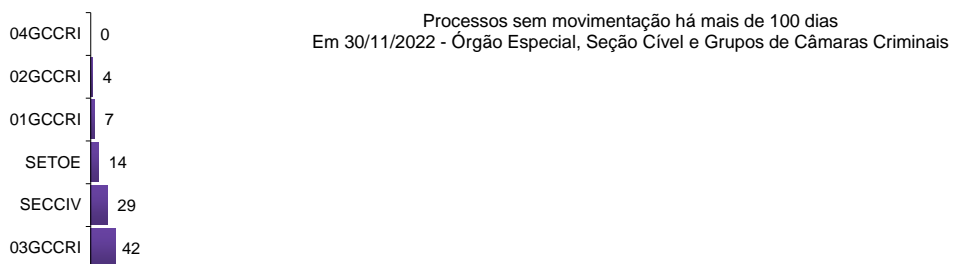 Processos sem movimentação há mais de 100 dias
Em 30/11/2022 - Órgão Especial, Seção Cível e Grupos de Câmaras Criminais
04GCCRI 0
02GCCRI 4
01GCCRI 7
SETOE 14
SECCIV 29
03GCCRI 42